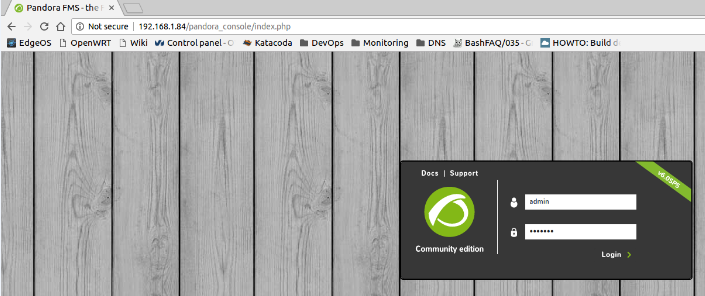 Pandora FMS - the F
Not secure | 192.168.1.84/pandora_console/index.php
EdgeOS OpenWRT Wiki Control panel - C Katacoda DevOps Monitoring DNS BashFAQ/035 - G HOWTO: Build d
Docs | Support
v6.0SP5
admin
•••••••
Community edition
Login